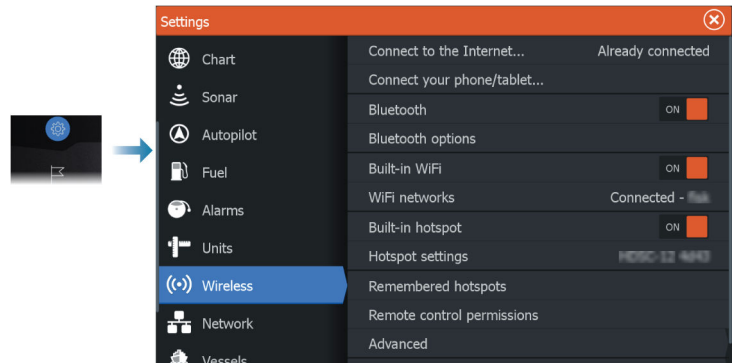 Settings
Chart
Sonar
Autopilot
Fuel
Alarms
Units
Wireless
Network
Vessels
Connect to the Internet... Already connected
Connect your phone/tablet...
Bluetooth ON
Bluetooth options
Built-in WiFi ON
WiFi networks Connected -
Built-in hotspot ON
Hotspot settings
Remembered hotspots
Remote control permissions
Advanced